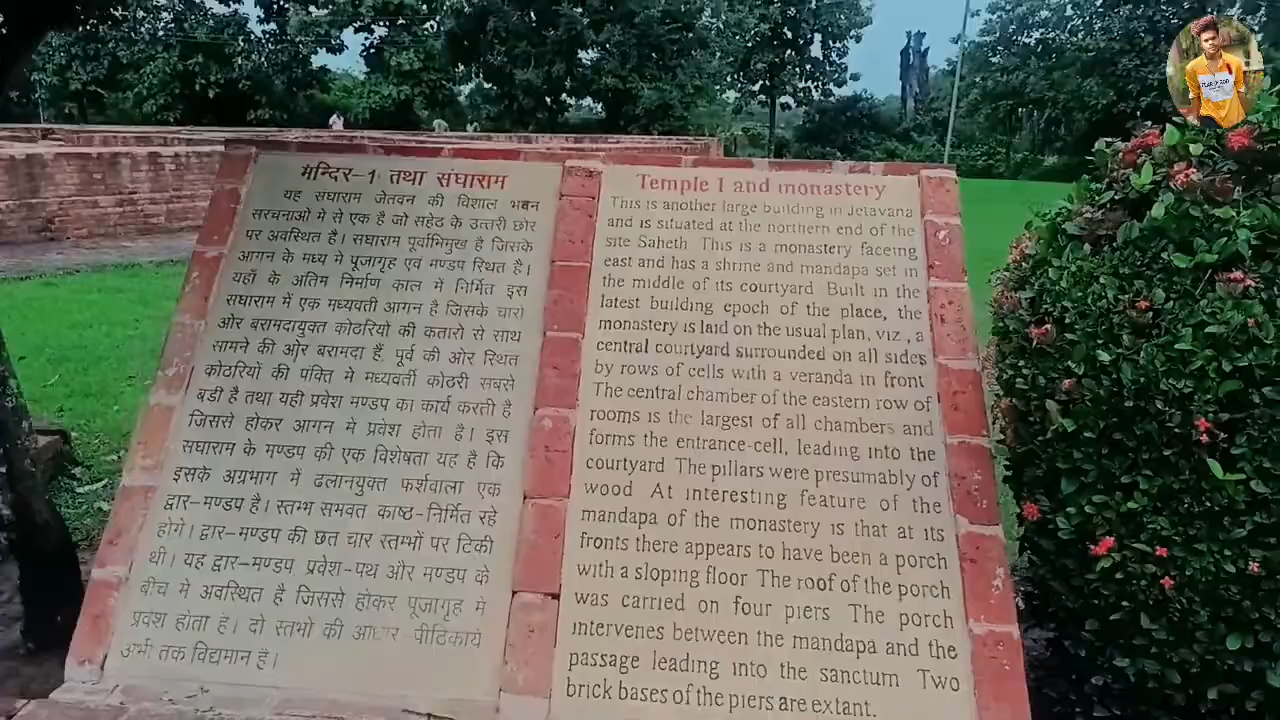 मंन्दिर–1 तथा संघाराम
यह संघाराम जेतवन की विशाल भवन
सरचनाओ मे से एक है जो सहेठ के उत्तरी छोर
पर अवस्थित है। सघाराम पूर्वाभिमुख है जिसके
आगन के मध्य मे पूजागृह एवं मण्डप स्थित है।
यहाँ के अंतिम निर्माण काल में निर्मित इस
सघाराम में एक मध्यवती आगन है जिसके चारो
ओर बरामदायुक्त कोठरियों की कतारो से साथ
सामने की ओर बरामदा हैं, पूर्व की ओर स्थित
कोठरियों की पंक्ति मे मध्यवर्ती कोठरी सबसे
बडी है तथा यही प्रवेश मण्डप का कार्य करती है
जिससे होकर आगन मे प्रवेश होता है। इस
सघाराम के मण्डप की एक विशेषता यह है कि
इसके अग्रभाग में ढलानयुक्त फर्शवाला एक
द्वार–मण्डप है। स्तम्भ समवत काष्ठ-निर्मित रहे
होगे। द्वार–मण्डप की छत चार स्तम्भों पर टिकी
थी। यह द्वार–मण्डप प्रवेश-पथ और मण्डप के
बीच मे अवस्थित है जिससे होकर पूजागृह मे
प्रवंश होता है। दो स्तभो की आधार -पीठिकाये
अभी तक विद्यमान है।
Temple I and monastery
This is another large building in Jetavana
and is situated at the northern end of the
site Saheth This is a monastery faceing
east and has a shrine and mandapa set in
the middle of its courtyard Built in the
latest building epoch of the place, the
monastery is laid on the usual plan, viz., a
central courtyard surrounded on all sides
by rows of cells with a veranda in front
The central chamber of the eastern row of
rooms is the largest of all chambers and
forms the entrance-cell, leading into the
courtyard The pillars were presumably of
wood At interesting feature of the
mandapa of the monastery is that at its
fronts there appears to have been a porch
with a sloping floor The roof of the porch
was carried on four piers The porch
intervenes between the mandapa and the
passage leading into the sanctum Two
brick bases of the piers are extant.